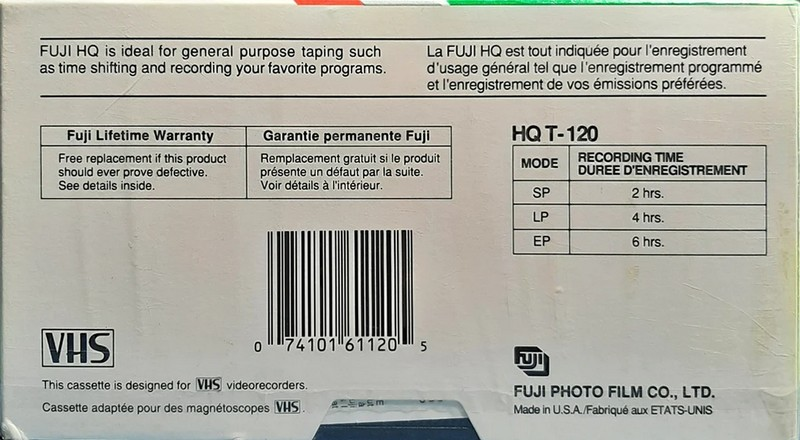 FUJI HQ is ideal for general purpose taping such
as time shifting and recording your favorite programs.
La FUJI HQ est tout indiquée pour l'enregistrement
d'usage général tel que l'enregistrement programmé
et l'enregistrement de vos émissions préférées.
Fuji Lifetime Warranty
Free replacement if this product
should ever prove defective.
See details inside.
Garantie permanente Fuji
Remplacement gratuit si le produit
présente un défaut par la suite.
Voir détails à l'intérieur.
HQ T-120
MODE RECORDING TIME
DUREE D'ENREGISTREMENT
SP 2 hrs.
LP 4 hrs.
EP 6 hrs.
0 74101 61120 5
VHS
This cassette is designed for VHS videorecorders.
Cassette adaptée pour des magnétoscopes VHS.
FUJI
FUJI PHOTO FILM CO., LTD.
Made in U.S.A./Fabriqué aux ETATS-UNIS